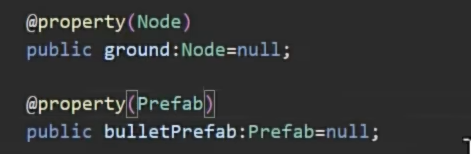 @property(Node)
public ground:Node=null;
@property(Prefab)
public bulletPrefab:Prefab=null;